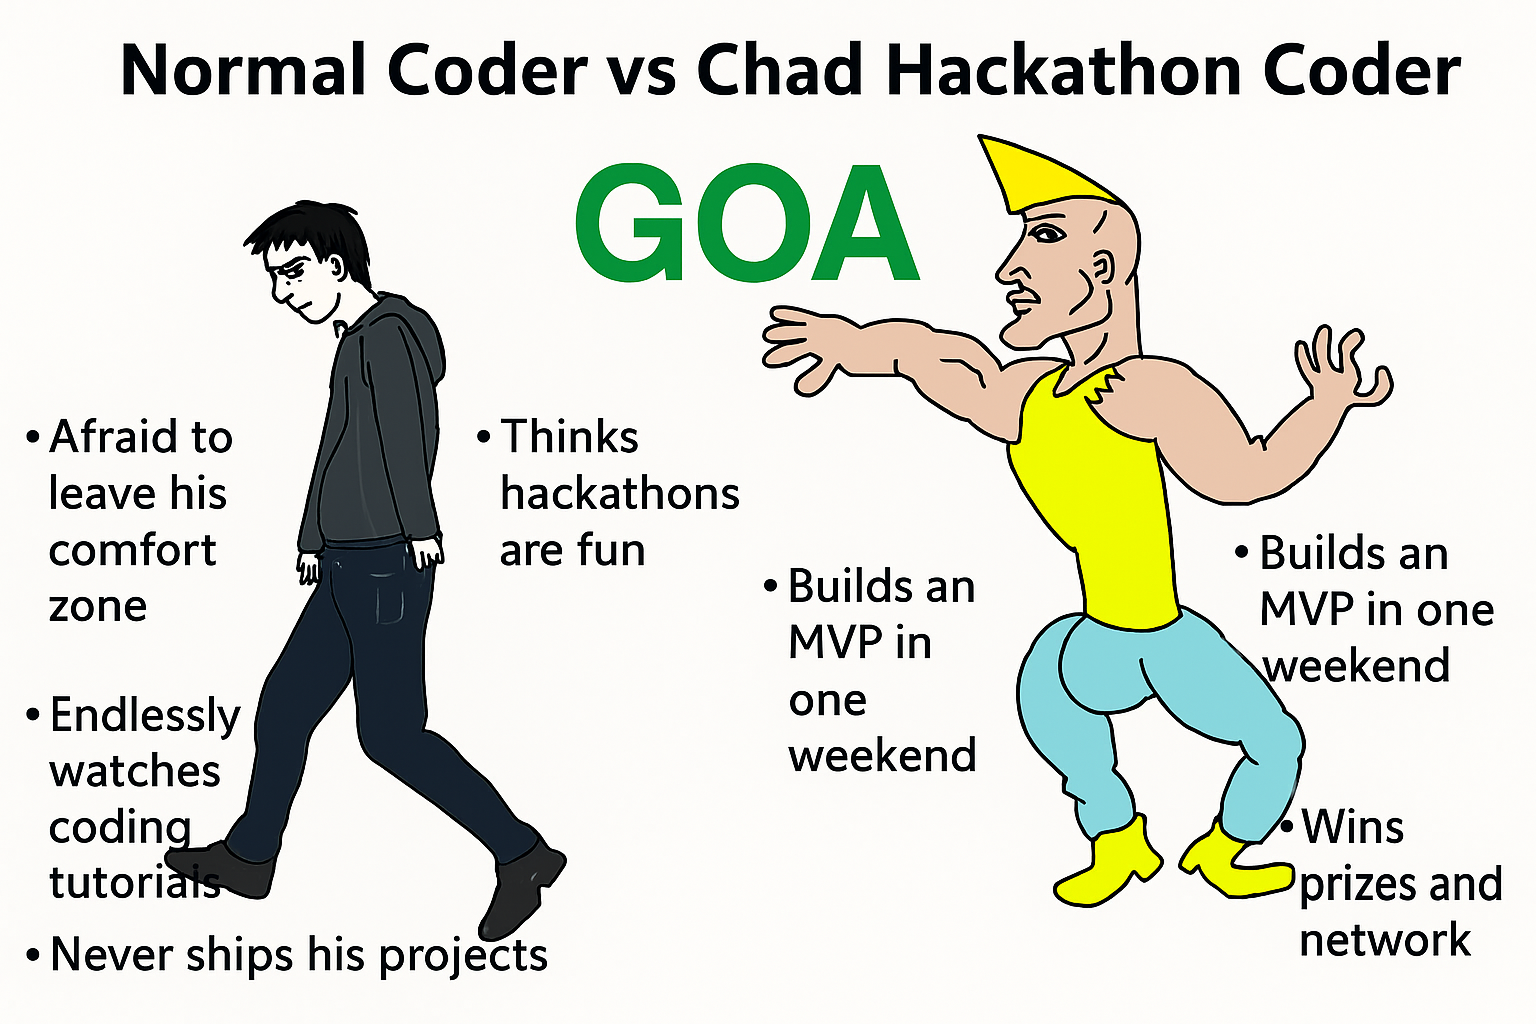 Normal Coder vs Chad Hackathon Coder
GOA
• Afraid to
leave his
comfort
zone
• Endlessly
watches
coding
tutorials
• Never ships his projects
• Thinks
hackathons
are fun
• Builds an
MVP in
one
weekend
• Builds an
MVP in one
weekend
• Wins
prizes and
network